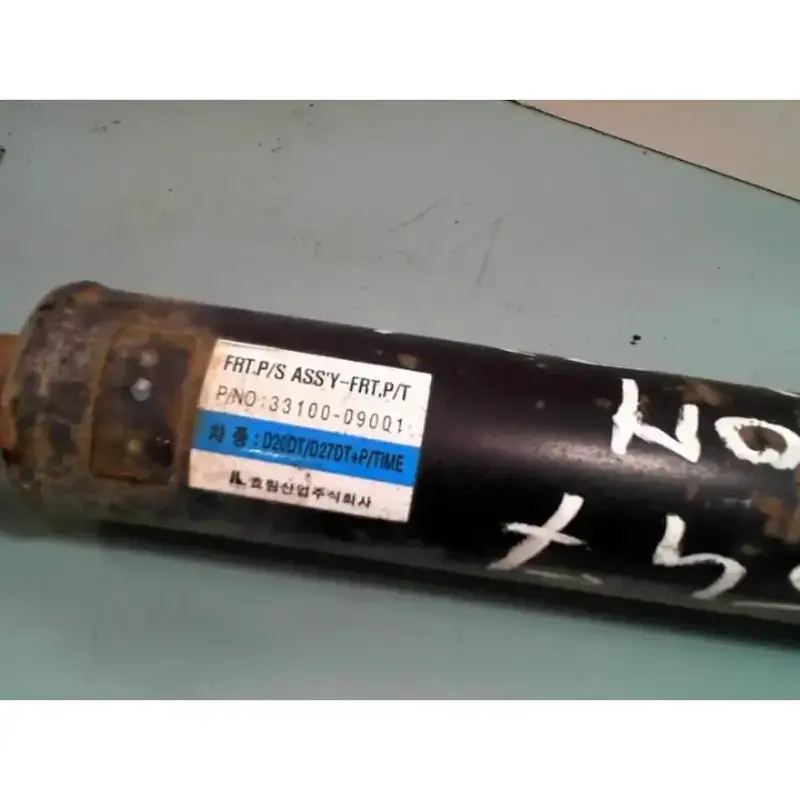 FRT.P/S ASS'Y-FRT.P/T
P/NO:33100-09001
차 종 : D20DT/D27DT+P/TIME
효림산업주식회사
NO